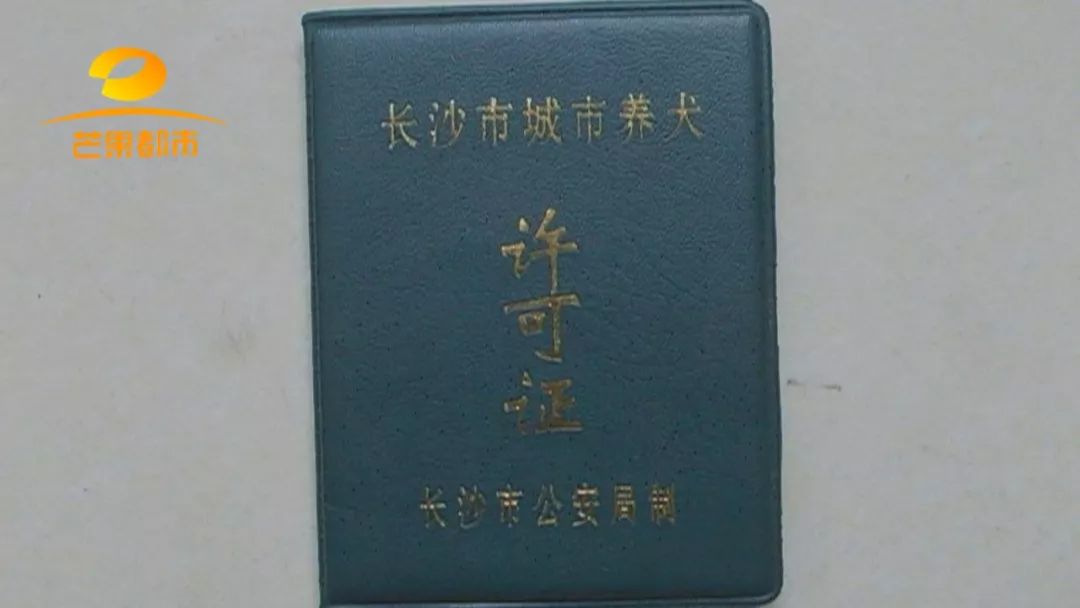 芒果都市
长沙市城市养犬
许
可
证
长沙市公安局制